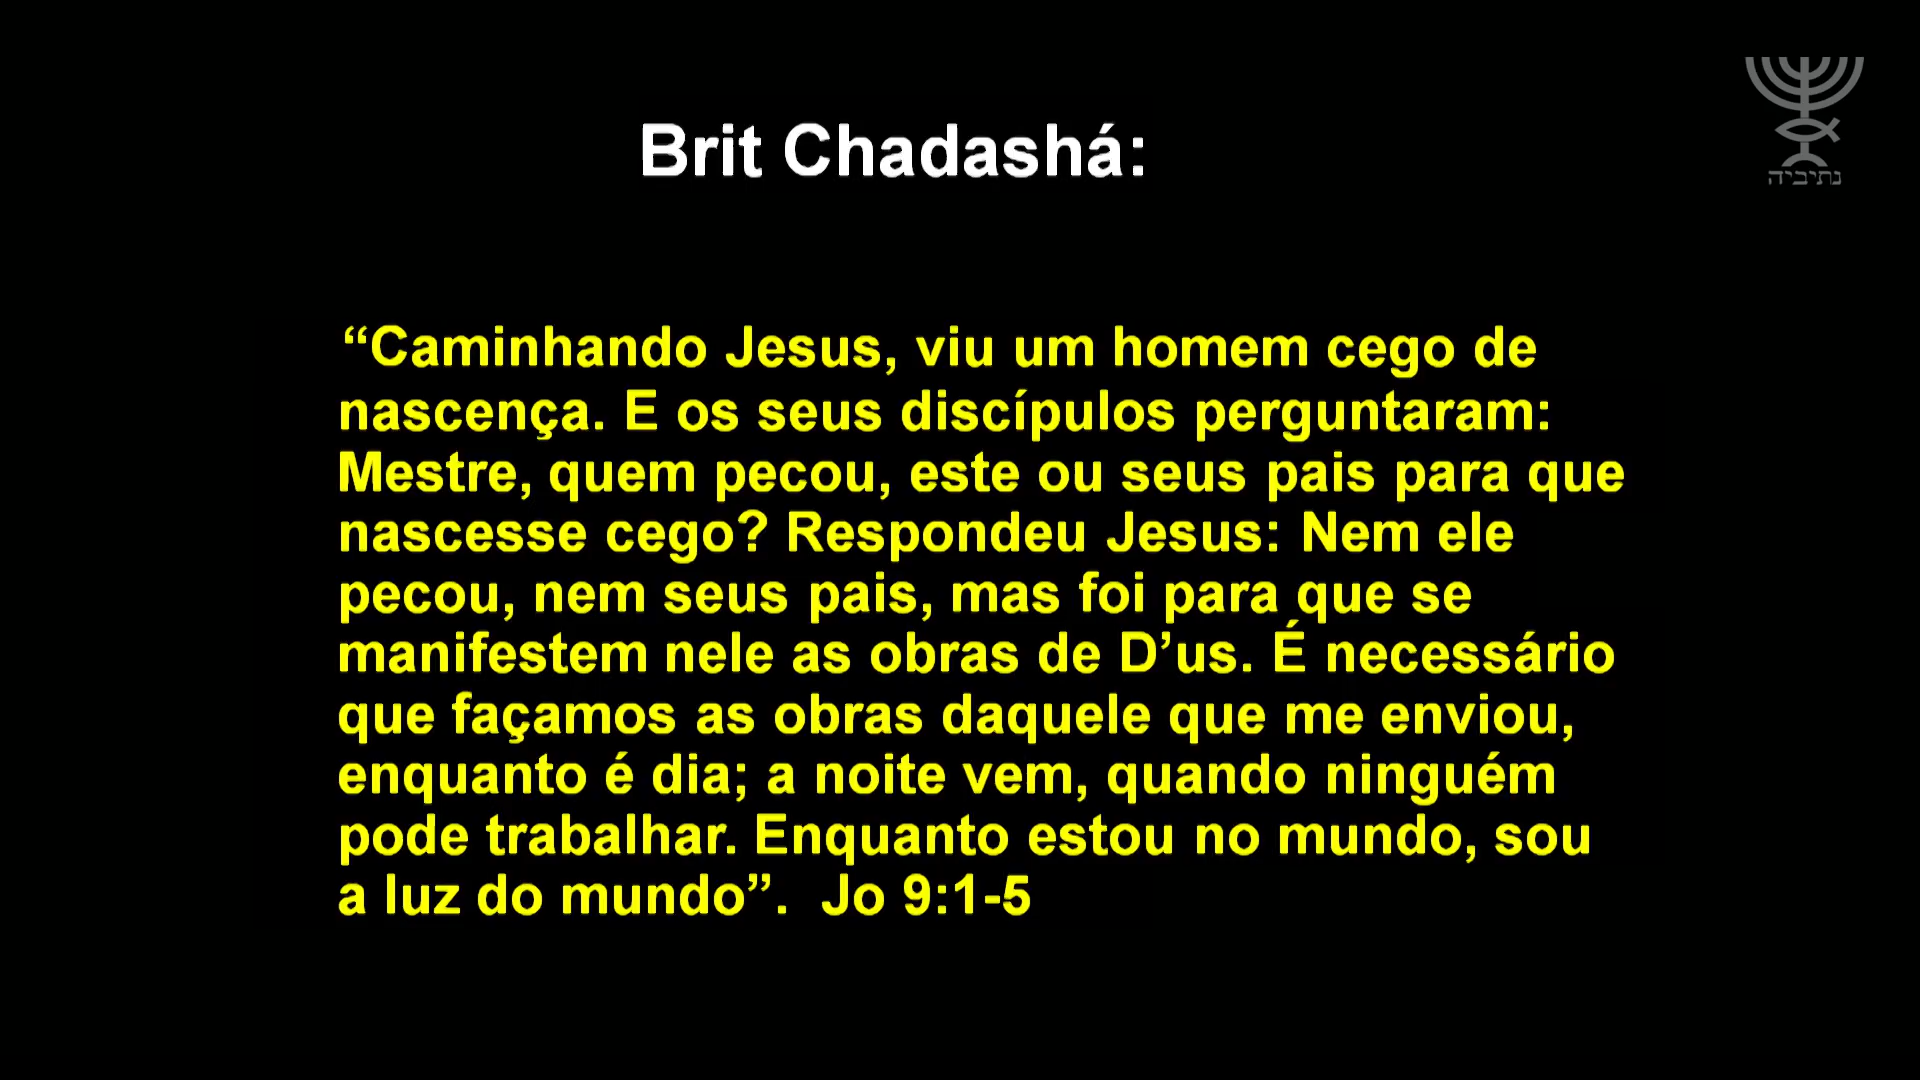 נתיביה
Brit Chadashá:
“Caminhando Jesus, viu um homem cego de
nascença. E os seus discípulos perguntaram:
Mestre, quem pecou, este ou seus pais para que
nascesse cego? Respondeu Jesus: Nem ele
pecou, nem seus pais, mas foi para que se
manifestem nele as obras de D’us. É necessário
que façamos as obras daquele que me enviou,
enquanto é dia; a noite vem, quando ninguém
pode trabalhar. Enquanto estou no mundo, sou
a luz do mundo”. Jo 9:1-5